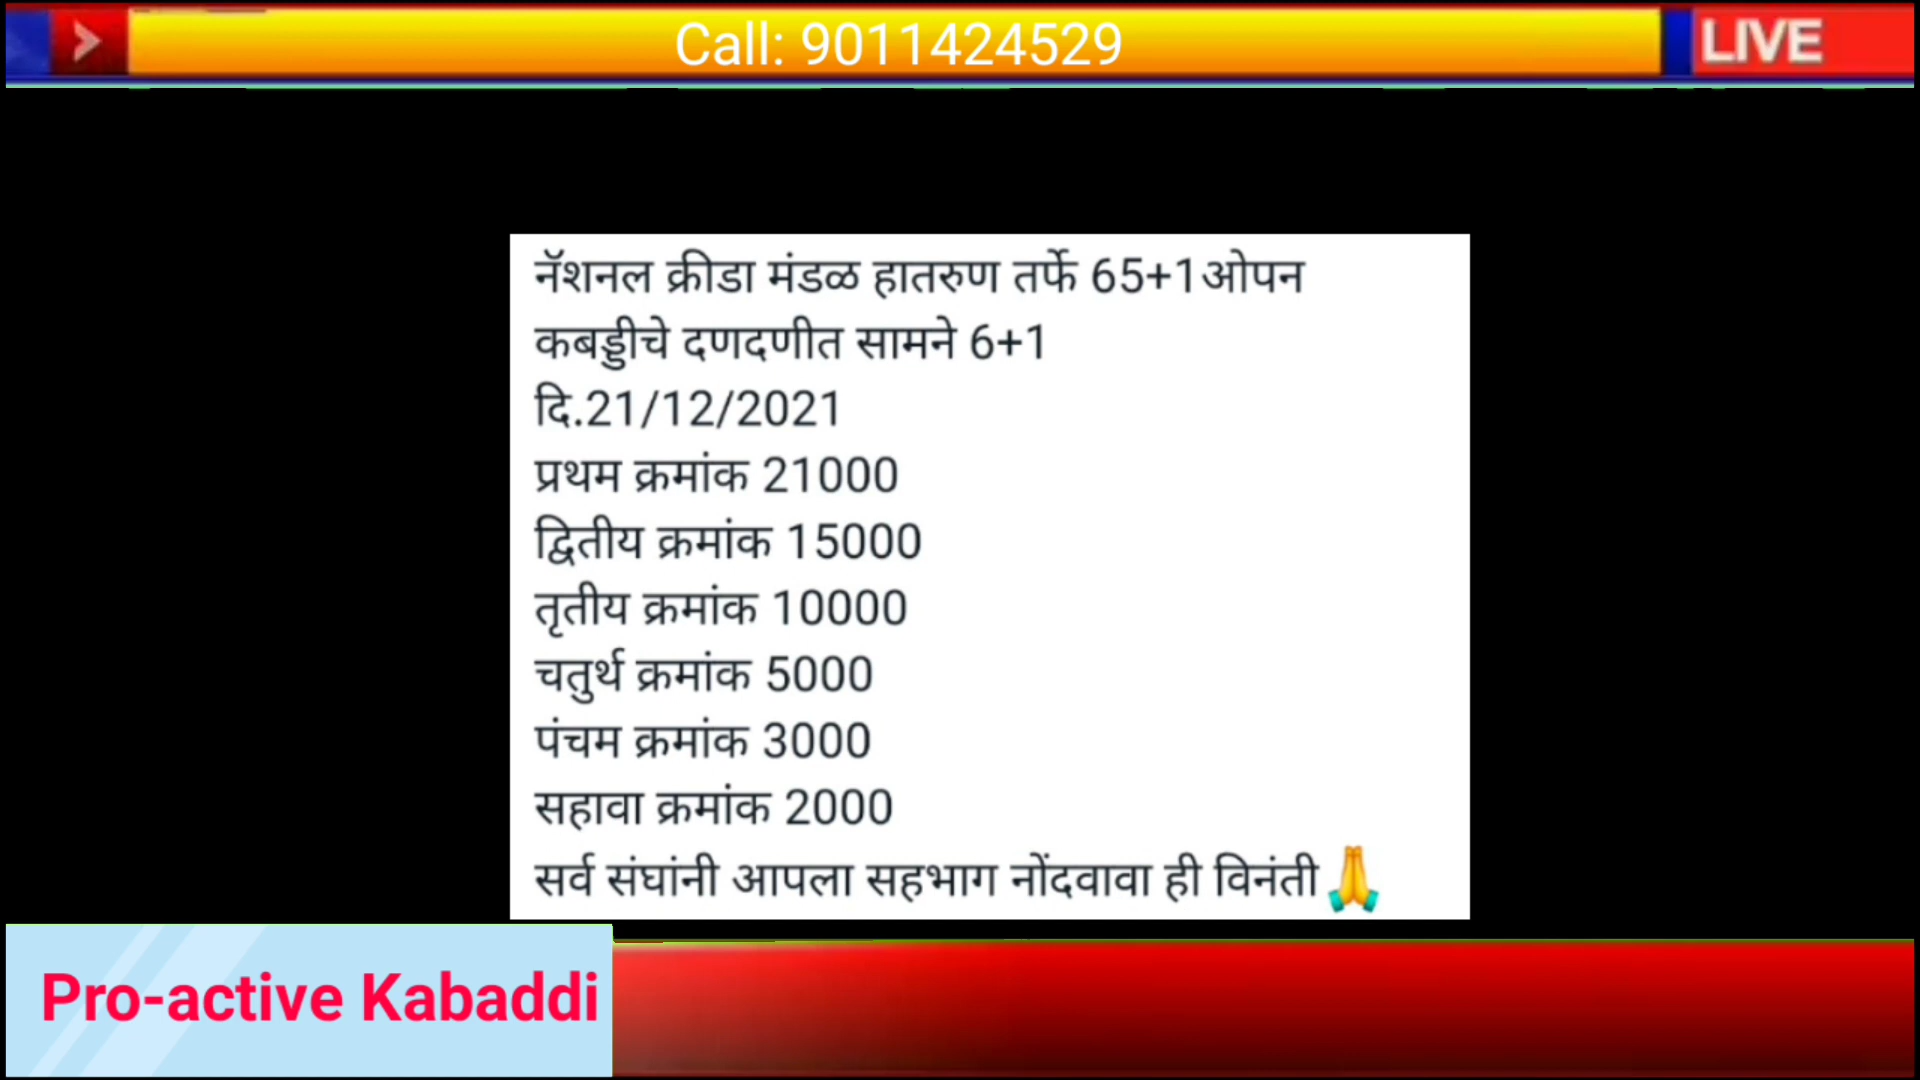 Call: 9011424529
LIVE
नॅशनल क्रीडा मंडळ हातरुण तर्फे 65+1ओपन
कबड्डीचे दणदणीत सामने 6+1
दि.21/12/2021
प्रथम क्रमांक 21000
द्वितीय क्रमांक 15000
तृतीय क्रमांक 10000
चतुर्थ क्रमांक 5000
पंचम क्रमांक 3000
सहावा क्रमांक 2000
सर्व संघांनी आपला सहभाग नोंदवावा ही विनंती🙏
Pro-active Kabaddi